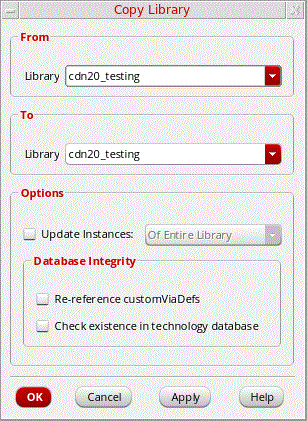 Copy Library
From
Library cdn20_testing
To
Library cdn20_testing
Options
Update Instances: Of Entire Library
Database Integrity
Re-reference customViaDefs
Check existence in technology database
OK Cancel Apply Help